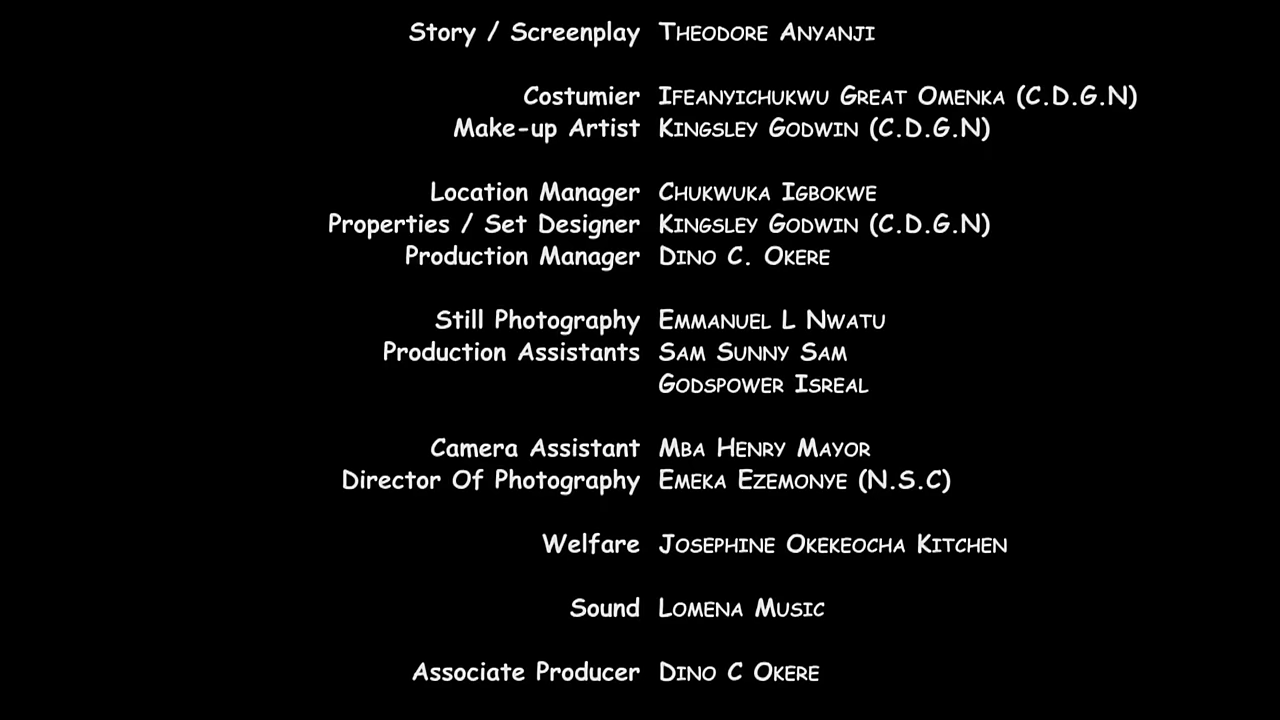 Story / Screenplay THEODORE ANYANJI
Costumier IFEANYICHUKWU GREAT OMENKA (C.D.G.N)
Make-up Artist KINGSLEY GODWIN (C.D.G.N)
Location Manager CHUKWUKA IGBOKWE
Properties / Set Designer KINGSLEY GODWIN (C.D.G.N)
Production Manager DINO C. OKERE
Still Photography EMMANUEL L NWATU
Production Assistants SAM SUNNY SAM
GODSPOWER ISREAL
Camera Assistant MBA HENRY MAYOR
Director Of Photography EMEKA EZEMONYE (N.S.C)
Welfare JOSEPHINE OKEKEOCHA KITCHEN
Sound LOMENA MUSIC
Associate Producer DINO C OKERE